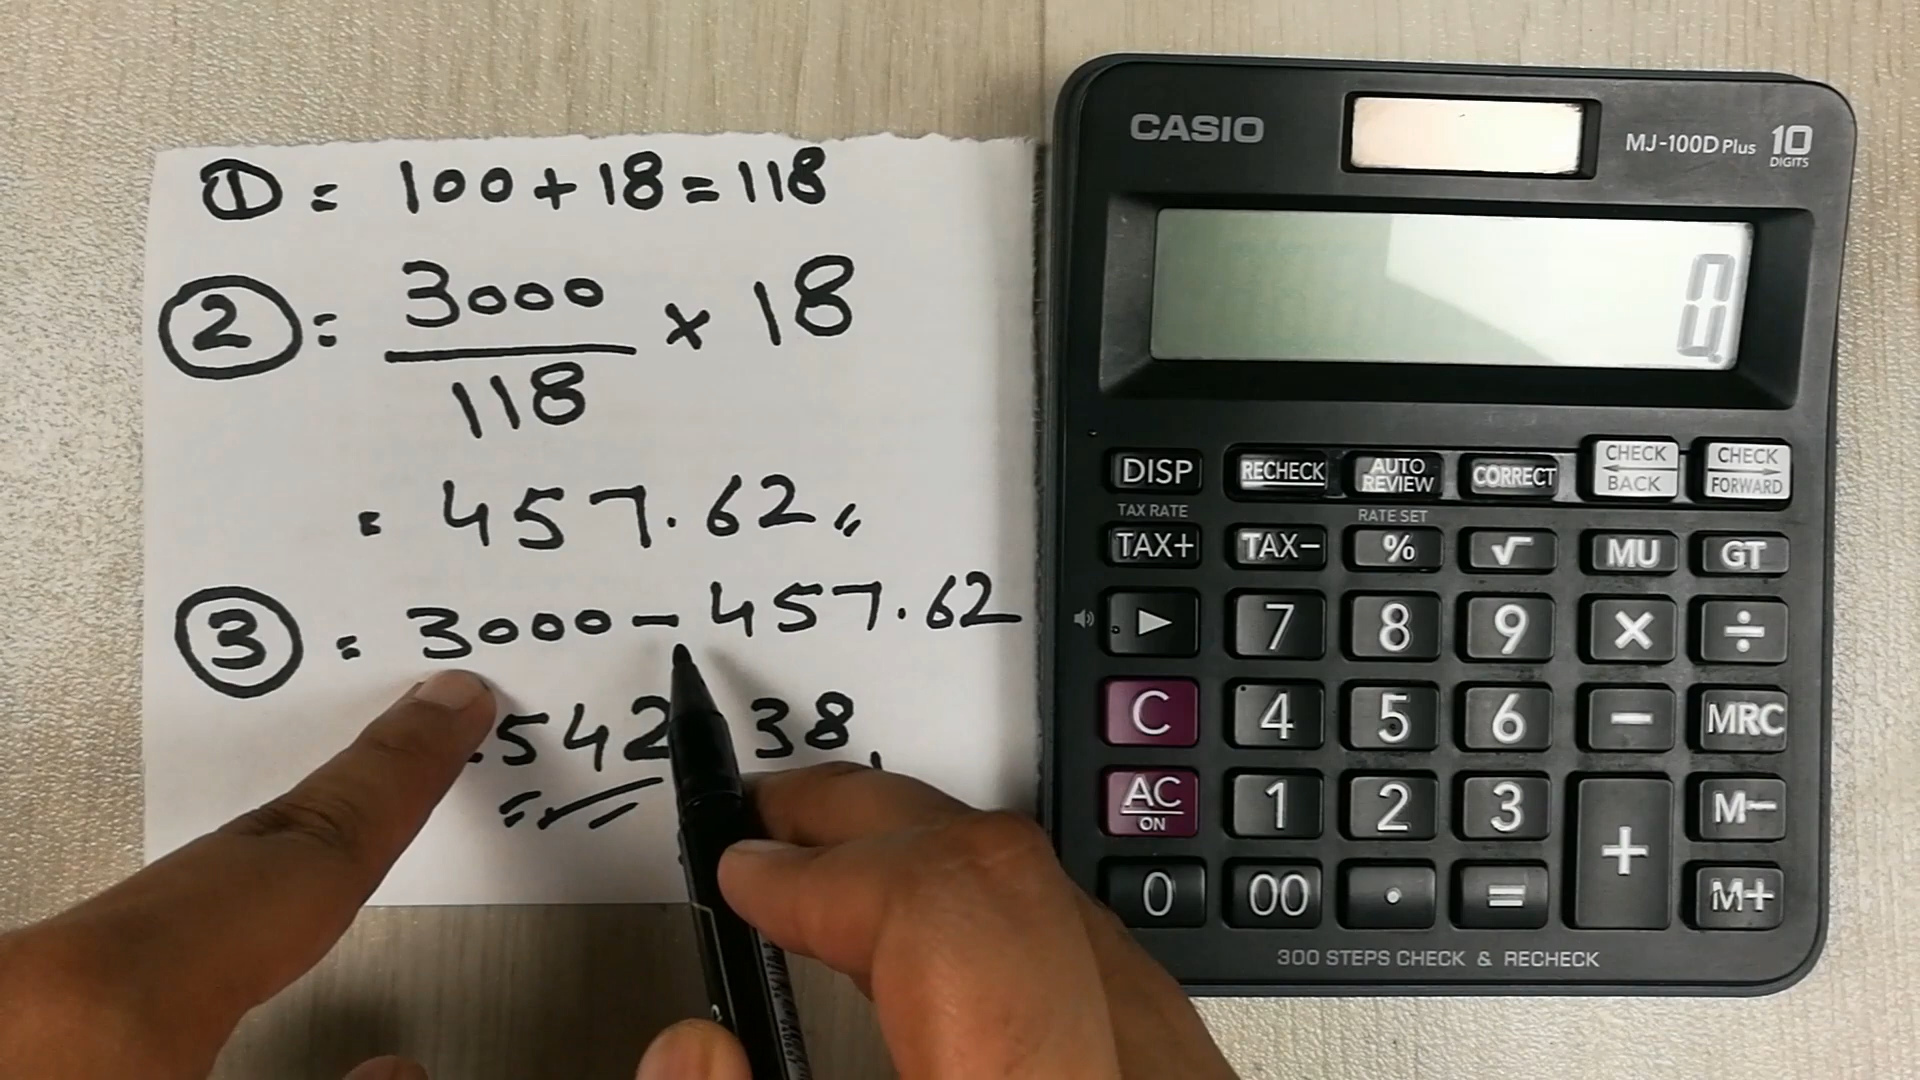 ① = 100 + 18 = 118
② = 3000 × 18
118
= 457.62
③ = 3000 - 457.62
542 38
CASIO
MJ-100D Plus 10 DIGITS
0
DISP RECHECK AUTO REVIEW CORRECT CHECK BACK CHECK FORWARD
TAX RATE RATE SET
TAX+ TAX− % √ MU GT
▶ 7 8 9 × ÷
C 4 5 6 − MRC
AC ON 1 2 3 + M−
0 00 • = M+
300 STEPS CHECK & RECHECK